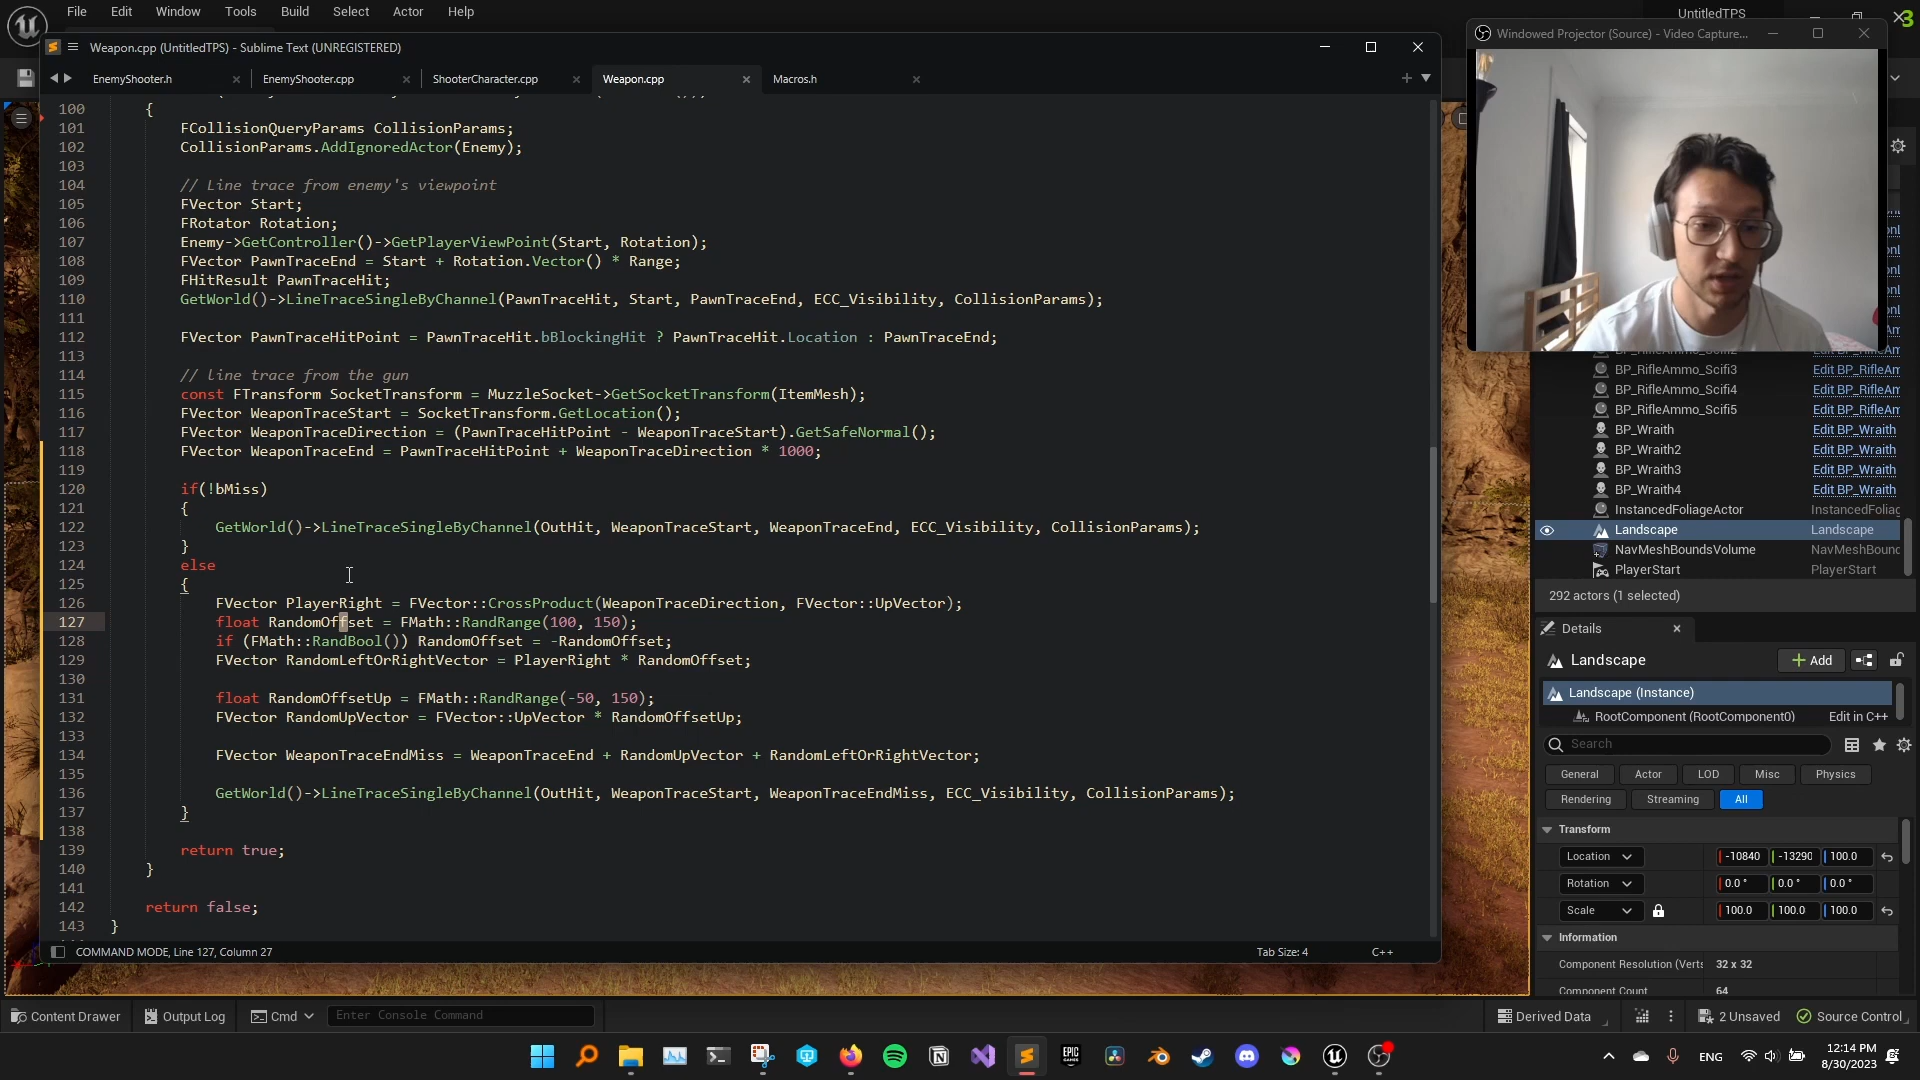 File Edit Window Tools Build Select Actor Help
UntitledTPS
Weapon.cpp (UntitledTPS) - Sublime Text (UNREGISTERED)
Windowed Projector (Source) - Video Capture...
EnemyShooter.h
EnemyShooter.cpp
ShooterCharacter.cpp
Weapon.cpp
Macros.h
100 {
101 FCollisionQueryParams CollisionParams;
102 CollisionParams.AddIgnoredActor(Enemy);
103
104 // Line trace from enemy's viewpoint
105 FVector Start;
106 FRotator Rotation;
107 Enemy->GetController()->GetPlayerViewPoint(Start, Rotation);
108 FVector PawnTraceEnd = Start + Rotation.Vector() * Range;
109 FHitResult PawnTraceHit;
110 GetWorld()->LineTraceSingleByChannel(PawnTraceHit, Start, PawnTraceEnd, ECC_Visibility, CollisionParams);
111
112 FVector PawnTraceHitPoint = PawnTraceHit.bBlockingHit ? PawnTraceHit.Location : PawnTraceEnd;
113
114 // line trace from the gun
115 const FTransform SocketTransform = MuzzleSocket->GetSocketTransform(ItemMesh);
116 FVector WeaponTraceStart = SocketTransform.GetLocation();
117 FVector WeaponTraceDirection = (PawnTraceHitPoint - WeaponTraceStart).GetSafeNormal();
118 FVector WeaponTraceEnd = PawnTraceHitPoint + WeaponTraceDirection * 1000;
119
120 if(!bMiss)
121 {
122 GetWorld()->LineTraceSingleByChannel(OutHit, WeaponTraceStart, WeaponTraceEnd, ECC_Visibility, CollisionParams);
123 }
124 else
125 {
126 FVector PlayerRight = FVector::CrossProduct(WeaponTraceDirection, FVector::UpVector);
127 float RandomOffset = FMath::RandRange(100, 150);
128 if (FMath::RandBool()) RandomOffset = -RandomOffset;
129 FVector RandomLeftOrRightVector = PlayerRight * RandomOffset;
130
131 float RandomOffsetUp = FMath::RandRange(-50, 150);
132 FVector RandomUpVector = FVector::UpVector * RandomOffsetUp;
133
134 FVector WeaponTraceEndMiss = WeaponTraceEnd + RandomUpVector + RandomLeftOrRightVector;
135
136 GetWorld()->LineTraceSingleByChannel(OutHit, WeaponTraceStart, WeaponTraceEndMiss, ECC_Visibility, CollisionParams);
137 }
138
139 return true;
140 }
141
142 return false;
143 }
COMMAND MODE, Line 127, Column 27
Tab Size: 4
C++
BP_RifleAmmo_Scifi3 Edit BP_RifleAm
BP_RifleAmmo_Scifi4 Edit BP_RifleAm
BP_RifleAmmo_Scifi5 Edit BP_RifleAm
BP_Wraith Edit BP_Wraith
BP_Wraith2 Edit BP_Wraith
BP_Wraith3 Edit BP_Wraith
BP_Wraith4 Edit BP_Wraith
InstancedFoliageActor InstancedFoliag
Landscape Landscape
NavMeshBoundsVolume NavMeshBound
PlayerStart PlayerStart
292 actors (1 selected)
Details
Landscape
Add
Landscape (Instance)
RootComponent (RootComponent0) Edit in C++
Search
General Actor LOD Misc Physics
Rendering Streaming All
Transform
Location -10840 -13290 100.0
Rotation 0.0 ° 0.0 ° 0.0 °
Scale 100.0 100.0 100.0
Information
Component Resolution (Verts 32 x 32
Component Count 64
Content Drawer
Output Log
Cmd
Enter Console Command
Derived Data
2 Unsaved
Source Control
EPIC GAMES
ENG
12:14 PM
8/30/2023